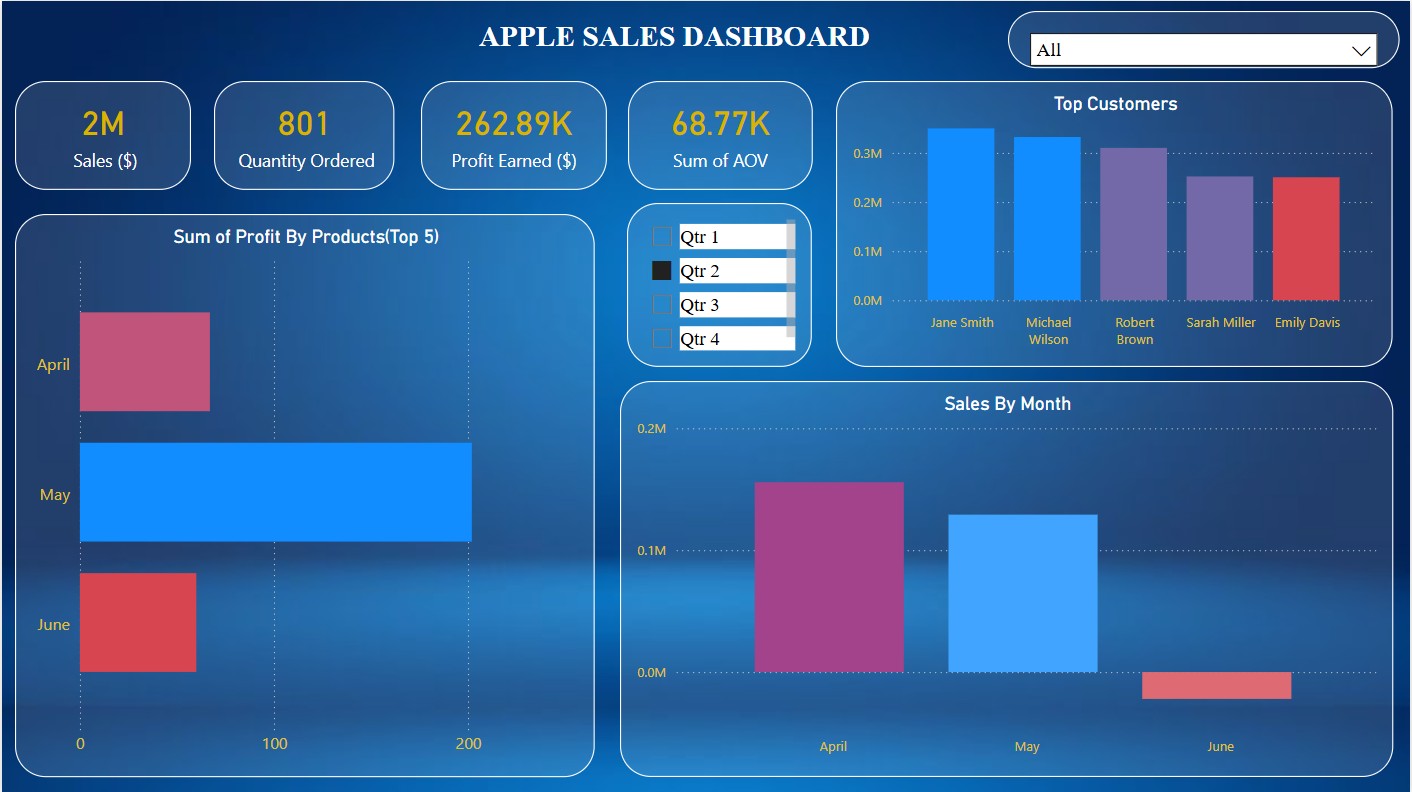 APPLE SALES DASHBOARD
All
2M
Sales ($)
801
Quantity Ordered
262.89K
Profit Earned ($)
68.77K
Sum of AOV
Top Customers
0.3M
0.2M
0.1M
0.0M
Jane Smith
Michael
Wilson
Robert
Brown
Sarah Miller
Emily Davis
Qtr 1
Qtr 2
Qtr 3
Qtr 4
Sum of Profit By Products(Top 5)
April
May
June
0
100
200
Sales By Month
0.2M
0.1M
0.0M
April
May
June